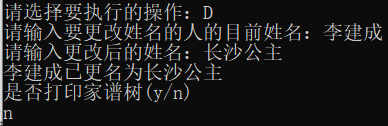 请选择要执行的操作：D
请输入要更改姓名的人的目前姓名：李建成
请输入更改后的姓名：长沙公主
李建成已更名为长沙公主
是否打印家谱树(y/n)
n